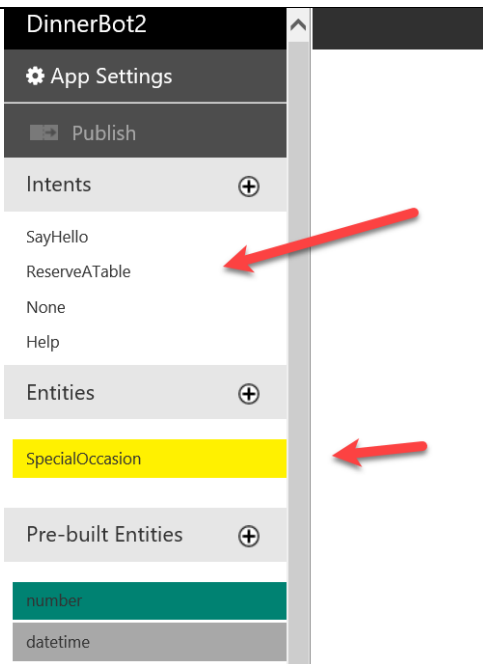 DinnerBot2
App Settings
Publish
Intents
SayHello
ReserveATable
None
Help
Entities
SpecialOccasion
Pre-built Entities
number
datetime